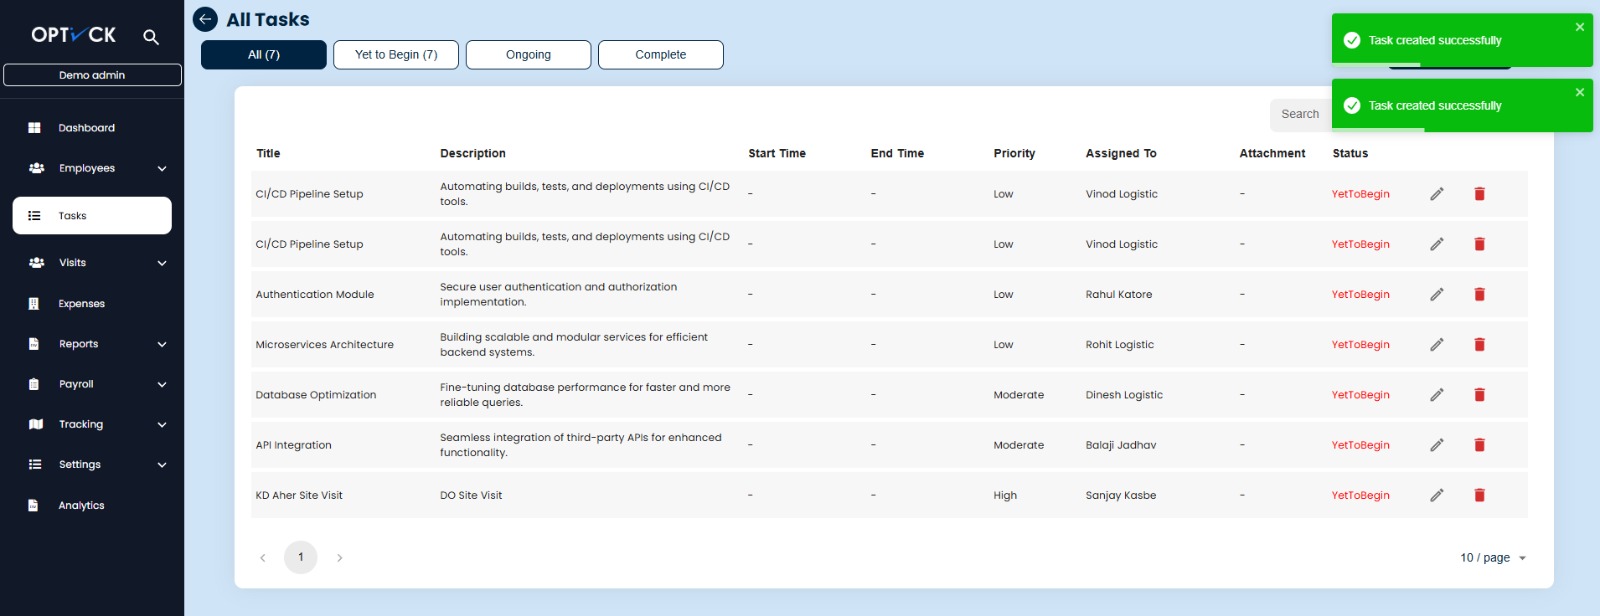 OPTVCK
Demo admin
Dashboard
Employees
Tasks
Visits
Expenses
Reports
Payroll
Tracking
Settings
Analytics
All Tasks
All (7) Yet to Begin (7) Ongoing Complete
Task created successfully
Task created successfully
Search
Title Description Start Time End Time Priority Assigned To Attachment Status
CI/CD Pipeline Setup Automating builds, tests, and deployments using CI/CD - - Low Vinod Logistic - YetToBegin
tools.
CI/CD Pipeline Setup Automating builds, tests, and deployments using CI/CD - - Low Vinod Logistic - YetToBegin
tools.
Authentication Module Secure user authentication and authorization - - Low Rahul Katore - YetToBegin
implementation.
Microservices Architecture Building scalable and modular services for efficient - - Low Rohit Logistic - YetToBegin
backend systems.
Database Optimization Fine-tuning database performance for faster and more - - Moderate Dinesh Logistic - YetToBegin
reliable queries.
API Integration Seamless integration of third-party APIs for enhanced - - Moderate Balaji Jadhav - YetToBegin
functionality.
KD Aher Site Visit DO Site Visit - - High Sanjay Kasbe - YetToBegin
1
10 / page